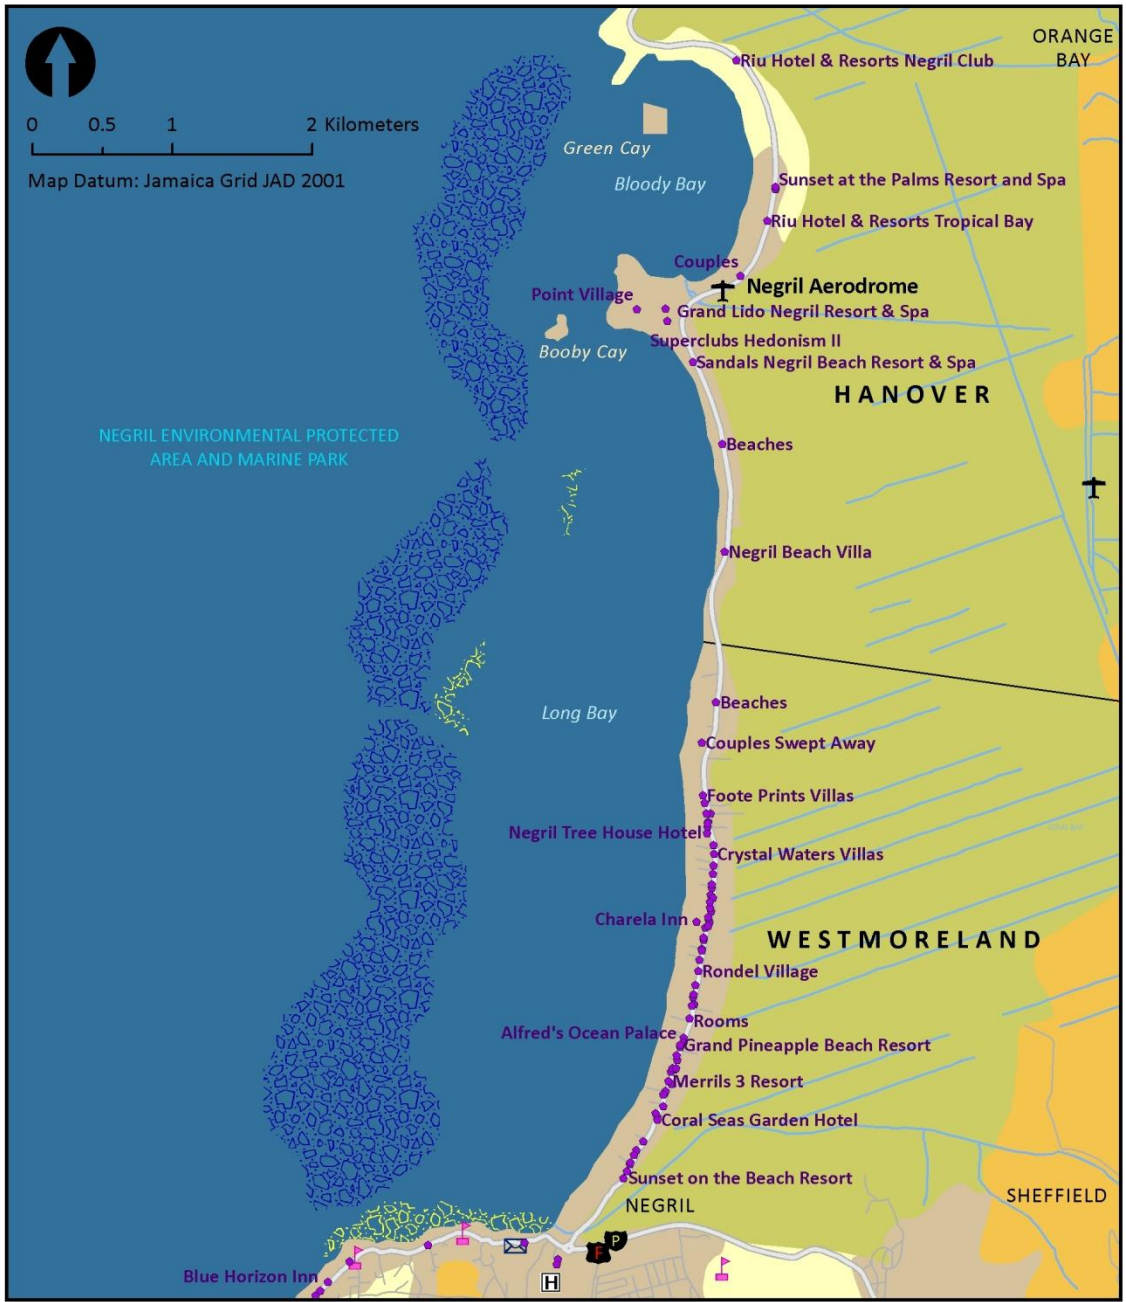 ORANGE
BAY
Riu Hotel & Resorts Negril Club
0 0.5 1 2 Kilometers
Map Datum: Jamaica Grid JAD 2001
Green Cay
Bloody Bay
Sunset at the Palms Resort and Spa
Riu Hotel & Resorts Tropical Bay
Couples
Negril Aerodrome
Point Village
Grand Lido Negril Resort & Spa
Superclubs Hedonism II
Booby Cay
Sandals Negril Beach Resort & Spa
HANOVER
NEGRIL ENVIRONMENTAL PROTECTED
AREA AND MARINE PARK
Beaches
Negril Beach Villa
Beaches
Long Bay
Couples Swept Away
Foote Prints Villas
Negril Tree House Hotel
Crystal Waters Villas
Charela Inn
WESTMORELAND
Rondel Village
Rooms
Alfred's Ocean Palace
Grand Pineapple Beach Resort
Merrils 3 Resort
Coral Seas Garden Hotel
Sunset on the Beach Resort
SHEFFIELD
NEGRIL
P
F
Blue Horizon Inn
H